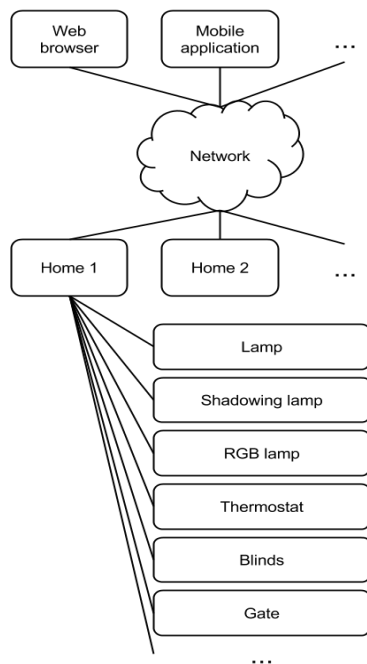 Web
browser
Mobile
application
...
Network
Home 1
Home 2
...
Lamp
Shadowing lamp
RGB lamp
Thermostat
Blinds
Gate
...